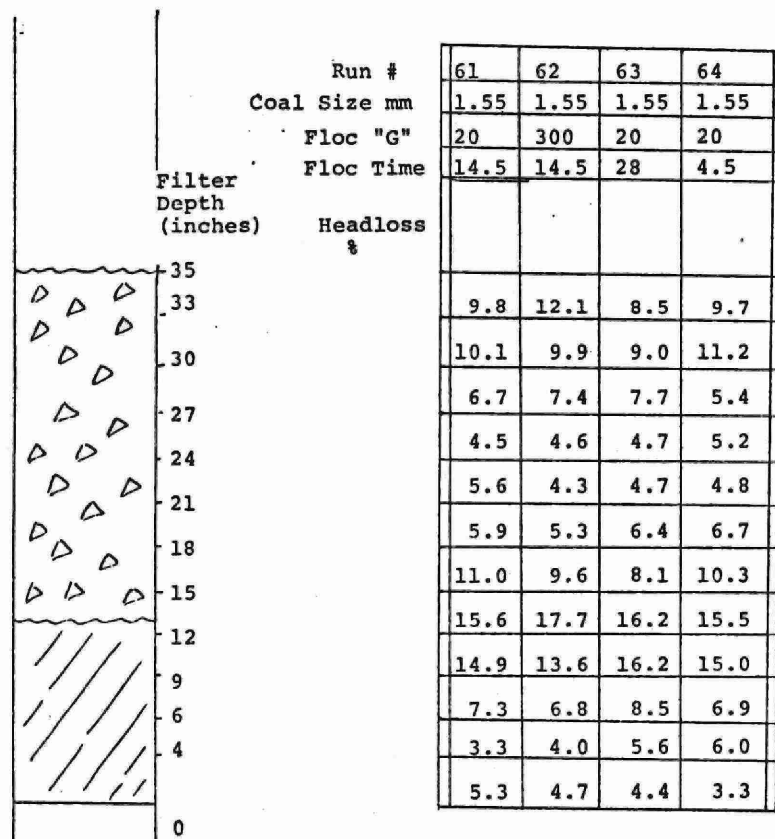 Run # 61 62 63 64
Coal Size mm 1.55 1.55 1.55 1.55
Floc "G" 20 300 20 20
Floc Time 14.5 14.5 28 4.5
Filter
Depth
(inches) Headloss
%
35
33 9.8 12.1 8.5 9.7
30 10.1 9.9 9.0 11.2
27 6.7 7.4 7.7 5.4
24 4.5 4.6 4.7 5.2
21 5.6 4.3 4.7 4.8
18 5.9 5.3 6.4 6.7
15 11.0 9.6 8.1 10.3
12 15.6 17.7 16.2 15.5
9 14.9 13.6 16.2 15.0
6 7.3 6.8 8.5 6.9
4 3.3 4.0 5.6 6.0
5.3 4.7 4.4 3.3
0